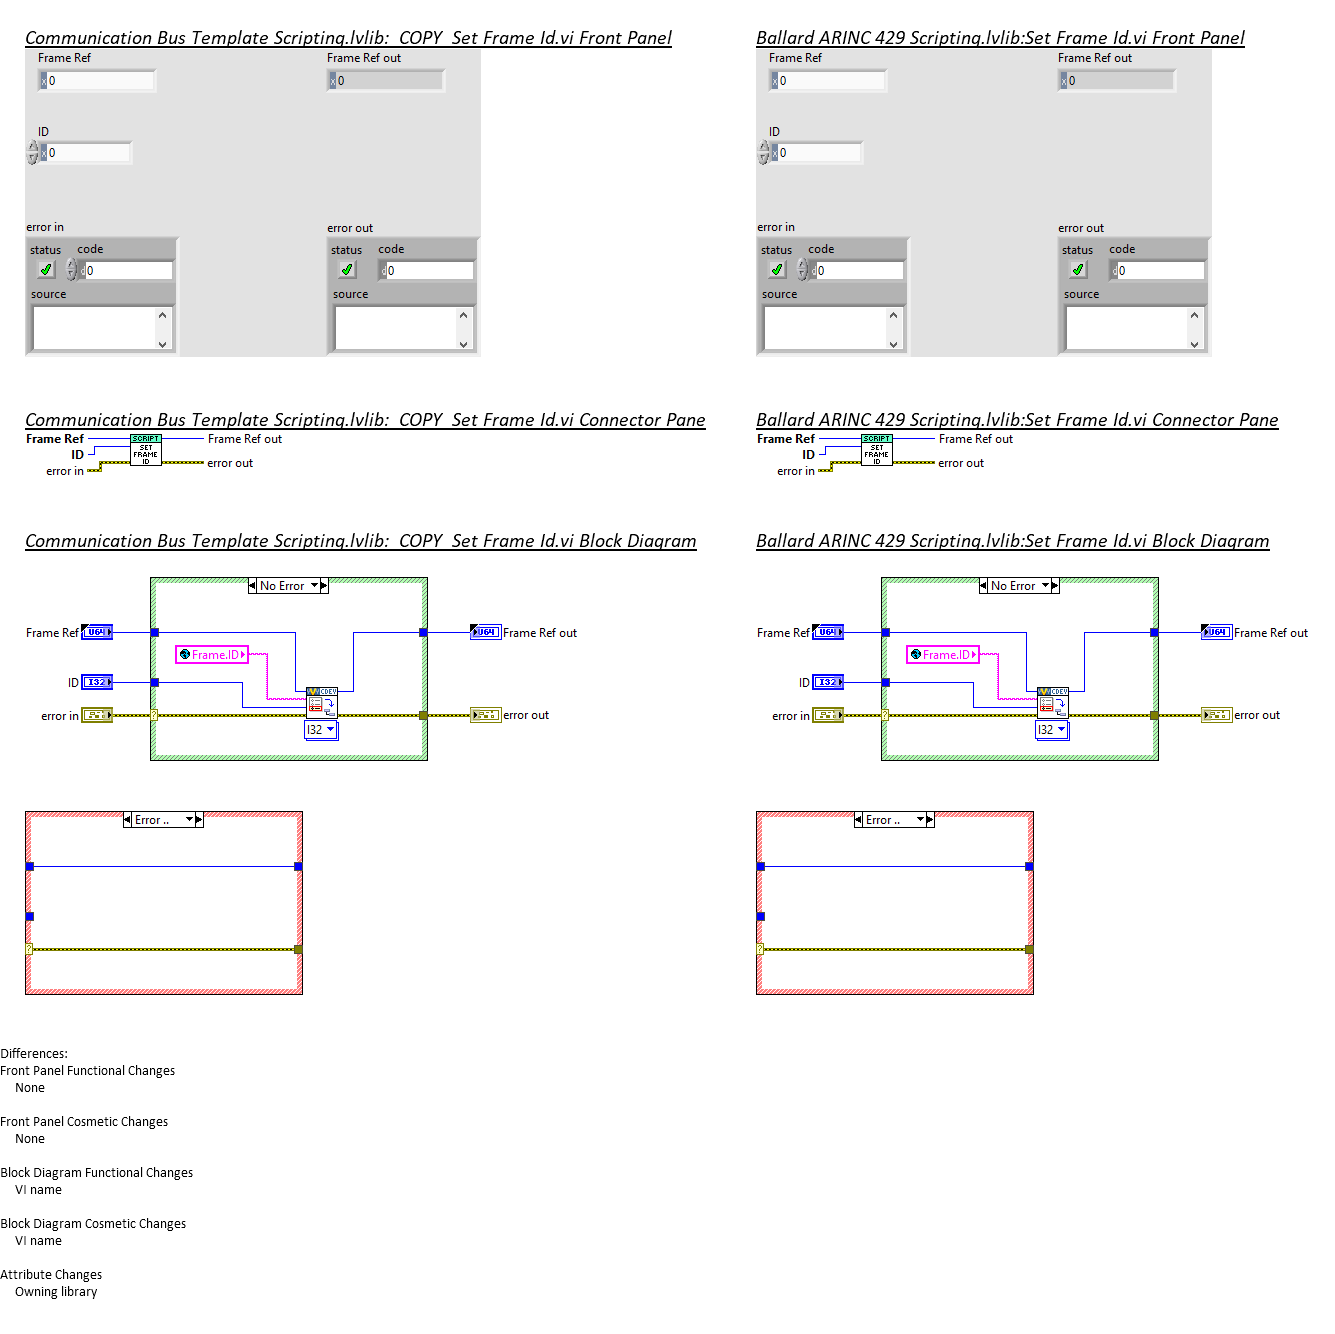 Communication Bus Template Scripting.lvlib:  COPY  Set Frame Id.vi Front Panel
Frame Ref
Frame Ref out
x 0
x 0
ID
x 0
error in
error out
status code
status code
d 0
d 0
source
source
Ballard ARINC 429 Scripting.lvlib:Set Frame Id.vi Front Panel
Frame Ref
Frame Ref out
x 0
x 0
ID
x 0
error in
error out
status code
status code
d 0
d 0
source
source
Communication Bus Template Scripting.lvlib:  COPY  Set Frame Id.vi Connector Pane
Frame Ref
SCRIPT
Frame Ref out
ID
SET
FRAME
ID
error in
error out
Ballard ARINC 429 Scripting.lvlib:Set Frame Id.vi Connector Pane
Frame Ref
SCRIPT
Frame Ref out
ID
SET
FRAME
ID
error in
error out
Communication Bus Template Scripting.lvlib:  COPY  Set Frame Id.vi Block Diagram
No Error
Frame Ref
U64
U64
Frame Ref out
Frame.ID
ID
I32
CDEV
error in
?
error out
I32
Error ..
?
Ballard ARINC 429 Scripting.lvlib:Set Frame Id.vi Block Diagram
No Error
Frame Ref
U64
U64
Frame Ref out
Frame.ID
ID
I32
CDEV
error in
?
error out
I32
Error ..
?
Differences:
Front Panel Functional Changes
None
Front Panel Cosmetic Changes
None
Block Diagram Functional Changes
VI name
Block Diagram Cosmetic Changes
VI name
Attribute Changes
Owning library